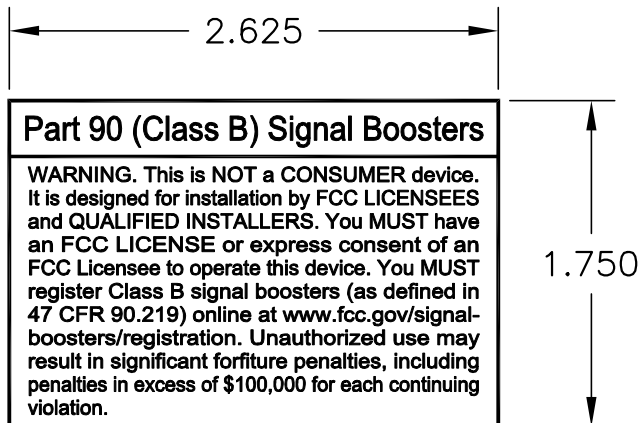 2.625
Part 90 (Class B) Signal Boosters
WARNING. This is NOT a CONSUMER device.
It is designed for installation by FCC LICENSEES
and QUALIFIED INSTALLERS. You MUST have
an FCC LICENSE or express consent of an
FCC Licensee to operate this device. You MUST
register Class B signal boosters (as defined in
47 CFR 90.219) online at www.fcc.gov/signal-
boosters/registration. Unauthorized use may
result in significant forfiture penalties, including
penalties in excess of $100,000 for each continuing
violation.
1.750